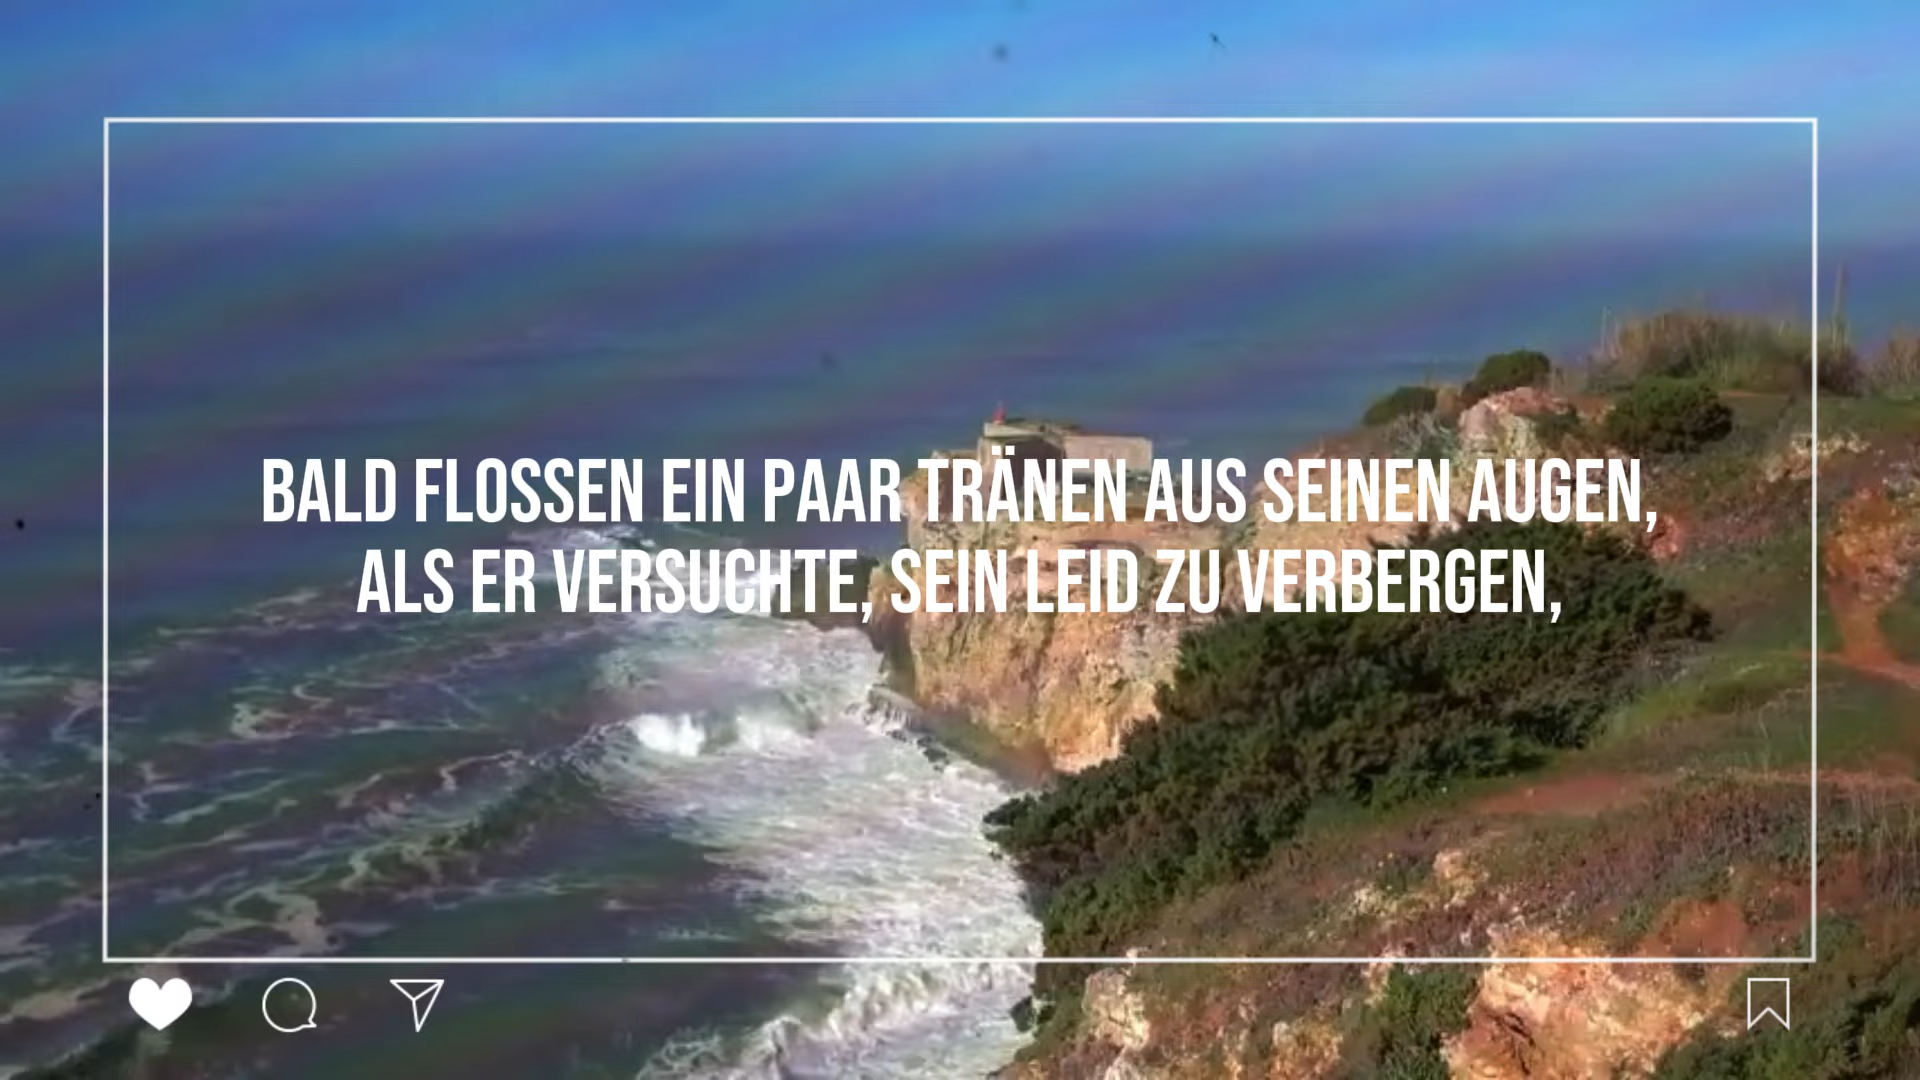 BALD FLOSSEN EIN PAAR TRÄNEN AUS SEINEN AUGEN,
ALS ER VERSUCHTE, SEIN LEID ZU VERBERGEN,